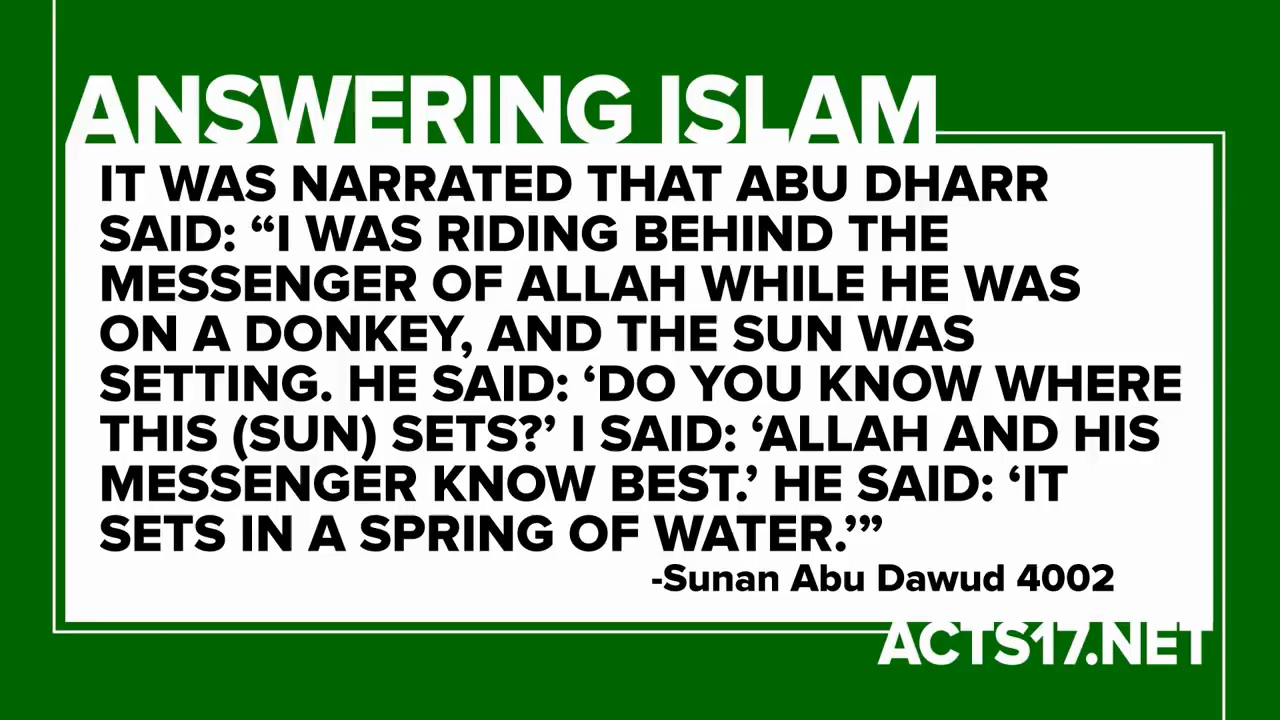 ANSWERING ISLAM
IT WAS NARRATED THAT ABU DHARR
SAID: “I WAS RIDING BEHIND THE
MESSENGER OF ALLAH WHILE HE WAS
ON A DONKEY, AND THE SUN WAS
SETTING. HE SAID: ‘DO YOU KNOW WHERE
THIS (SUN) SETS?’ I SAID: ‘ALLAH AND HIS
MESSENGER KNOW BEST.’ HE SAID: ‘IT
SETS IN A SPRING OF WATER.’”
-Sunan Abu Dawud 4002
ACTS17.NET